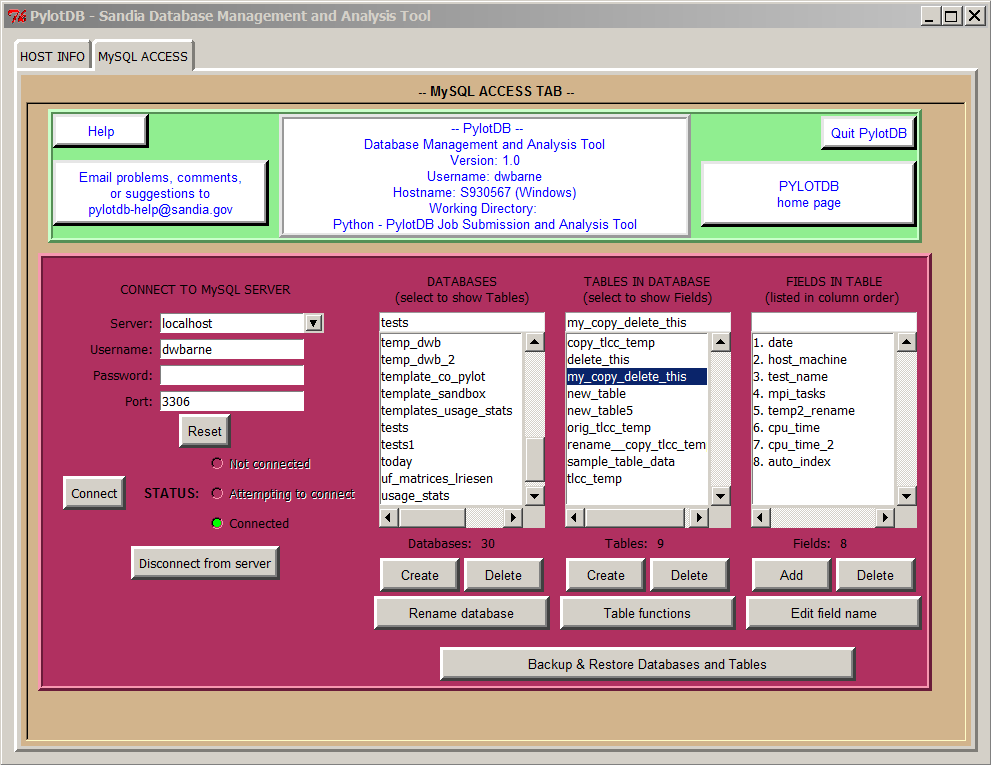 PylotDB - Sandia Database Management and Analysis Tool
HOST INFO
MySQL ACCESS
-- MySQL ACCESS TAB --
Help
Email problems, comments,
or suggestions to
pylotdb-help@sandia.gov
-- PylotDB --
Database Management and Analysis Tool
Version: 1.0
Username: dwbarne
Hostname: S930567 (Windows)
Working Directory:
Python - PylotDB Job Submission and Analysis Tool
Quit PylotDB
PYLOTDB
home page
CONNECT TO MySQL SERVER
Server: localhost
Username: dwbarne
Password:
Port: 3306
Reset
Not connected
Connect
STATUS:
Attempting to connect
Connected
Disconnect from server
DATABASES
(select to show Tables)
tests
temp_dwb
temp_dwb_2
template_co_pylot
template_sandbox
templates_usage_stats
tests
tests1
today
uf_matrices_lriesen
usage_stats
Databases: 30
Create
Delete
Rename database
TABLES IN DATABASE
(select to show Fields)
my_copy_delete_this
copy_tlcc_temp
delete_this
my_copy_delete_this
new_table
new_table5
orig_tlcc_temp
rename__copy_tlcc_tem
sample_table_data
tlcc_temp
Tables: 9
Create
Delete
Table functions
FIELDS IN TABLE
(listed in column order)
1. date
2. host_machine
3. test_name
4. mpi_tasks
5. temp2_rename
6. cpu_time
7. cpu_time_2
8. auto_index
Fields: 8
Add
Delete
Edit field name
Backup & Restore Databases and Tables